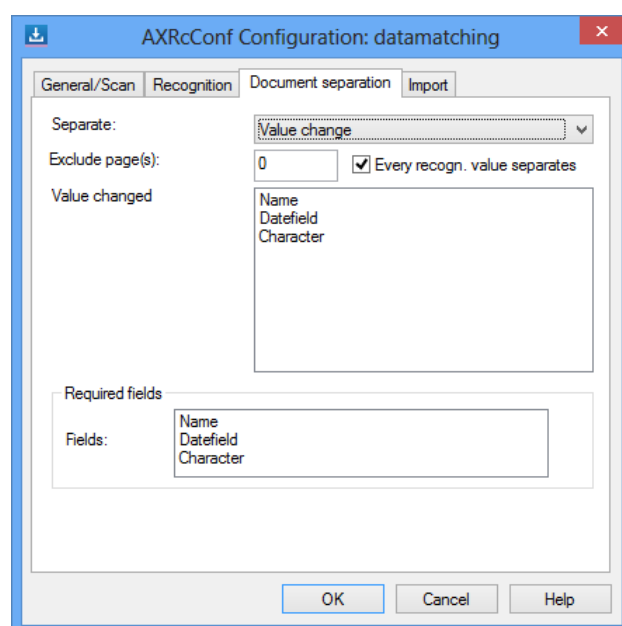 AXRcConf Configuration: datamatching
General/Scan Recognition Document separation Import
Separate: Value change
Exclude page(s): 0 Every recogn. value separates
Value changed Name
Datefield
Character
Required fields
Fields: Name
Datefield
Character
OK Cancel Help